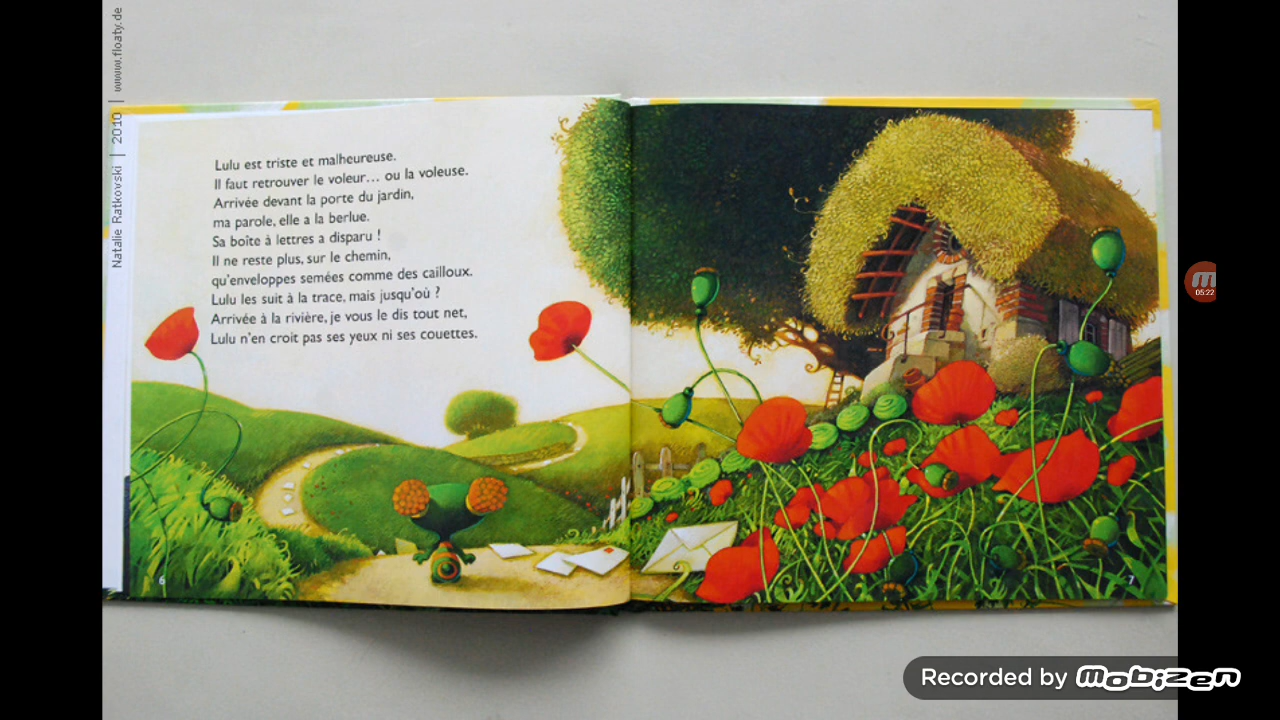 Natalie Ratkovski | 2010 | www.floaty.de
Lulu est triste et malheureuse.
Il faut retrouver le voleur... ou la voleuse.
Arrivée devant la porte du jardin,
ma parole, elle a la berlue.
Sa boîte à lettres a disparu !
Il ne reste plus, sur le chemin,
qu'enveloppes semées comme des cailloux.
Lulu les suit à la trace, mais jusqu'où ?
Arrivée à la rivière, je vous le dis tout net,
Lulu n'en croit pas ses yeux ni ses couettes.
6
7
05:22
Recorded by Mobizen